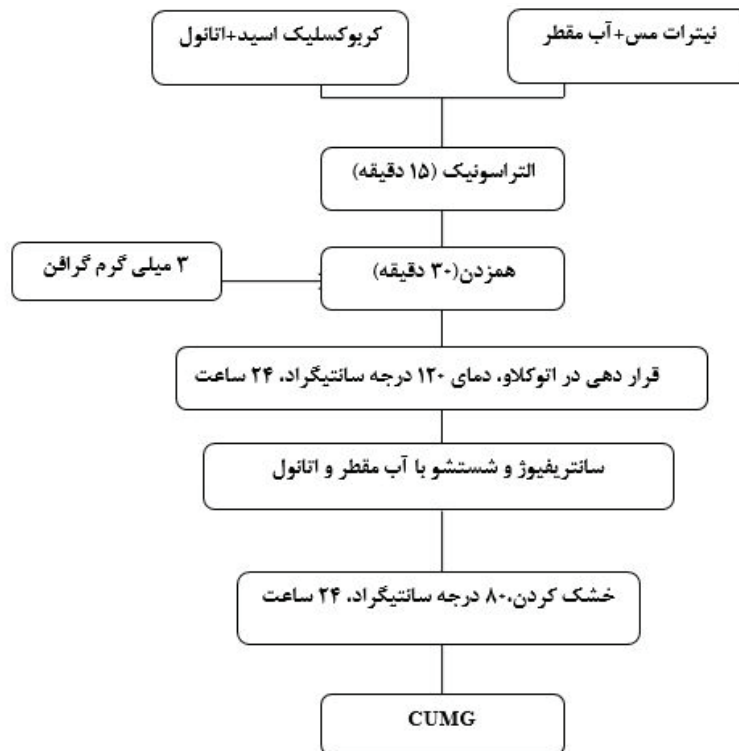 نیترات مس+آب مقطر
کربوکسلیک اسید+اتانول
التراسونیک (۱۵ دقیقه)
همزدن(۳۰ دقیقه)
۳ میلی گرم گرافن
قرار دهی در اتوکلاو، دمای ۱۲۰ درجه سانتیگراد، ۲۴ ساعت
سانتریفیوژ و شستشو با آب مقطر و اتانول
خشک کردن،۸۰ درجه سانتیگراد، ۲۴ ساعت
CUMG